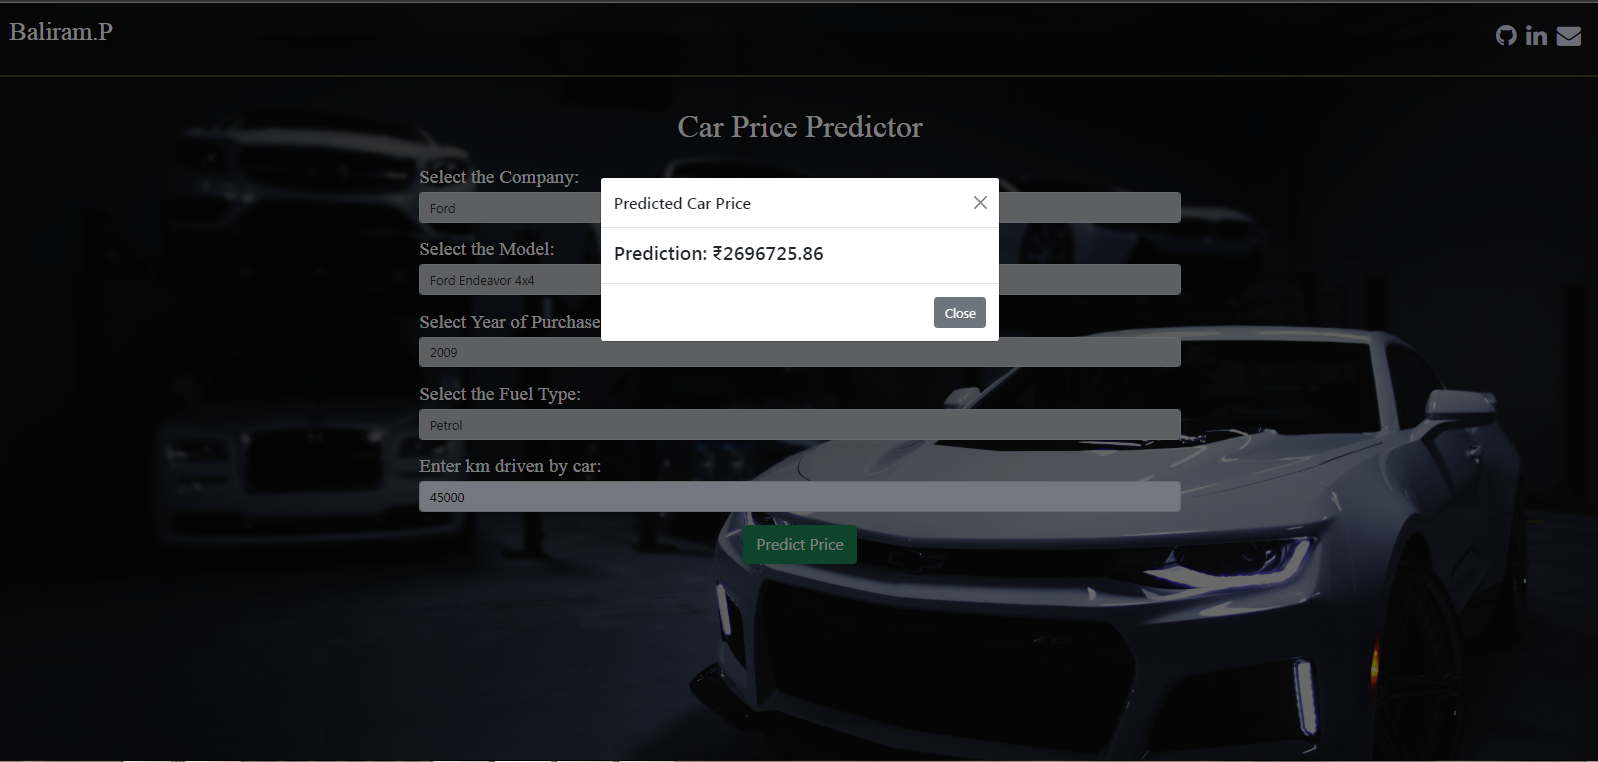 Baliram.P
Car Price Predictor
Select the Company:
Ford
Predicted Car Price
Prediction: ₹2696725.86
Close
Select the Model:
Ford Endeavor 4x4
Select Year of Purchase
2009
Select the Fuel Type:
Petrol
Enter km driven by car:
45000
Predict Price